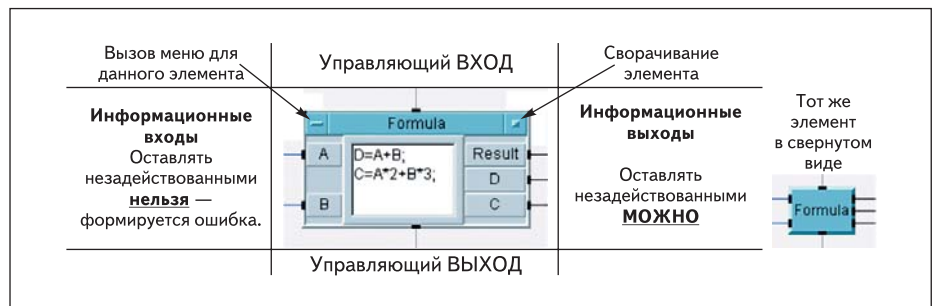 Вызов меню для
данного элемента
Управляющий ВХОД
Сворачивание
элемента
Информационные
входы
Оставлять
незадействованными
нельзя —
формируется ошибка.
Formula
A
B
D=A+B;
C=A*2+B*3;
Result
D
C
Информационные
выходы
Оставлять
незадействованными
МОЖНО
Тот же
элемент
в свернутом
виде
Formula
Управляющий ВЫХОД